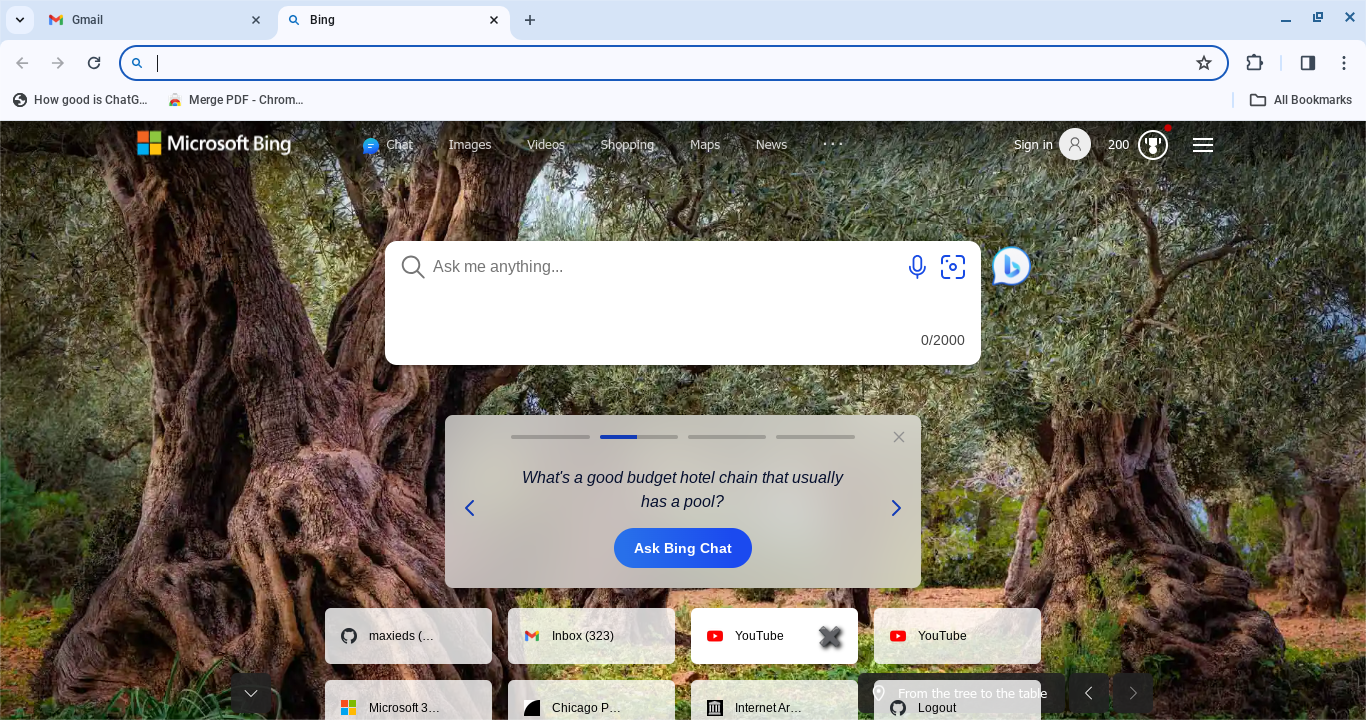 Gmail
Bing
How good is ChatG…
Merge PDF - Chrom…
All Bookmarks
Microsoft Bing
Chat
Images
Videos
Shopping
Maps
News
Sign in
200
Ask me anything...
0/2000
What's a good budget hotel chain that usually
has a pool?
Ask Bing Chat
maxieds (…
Inbox (323)
YouTube
YouTube
From the tree to the table
Microsoft 3…
Chicago P…
Internet Ar…
Logout